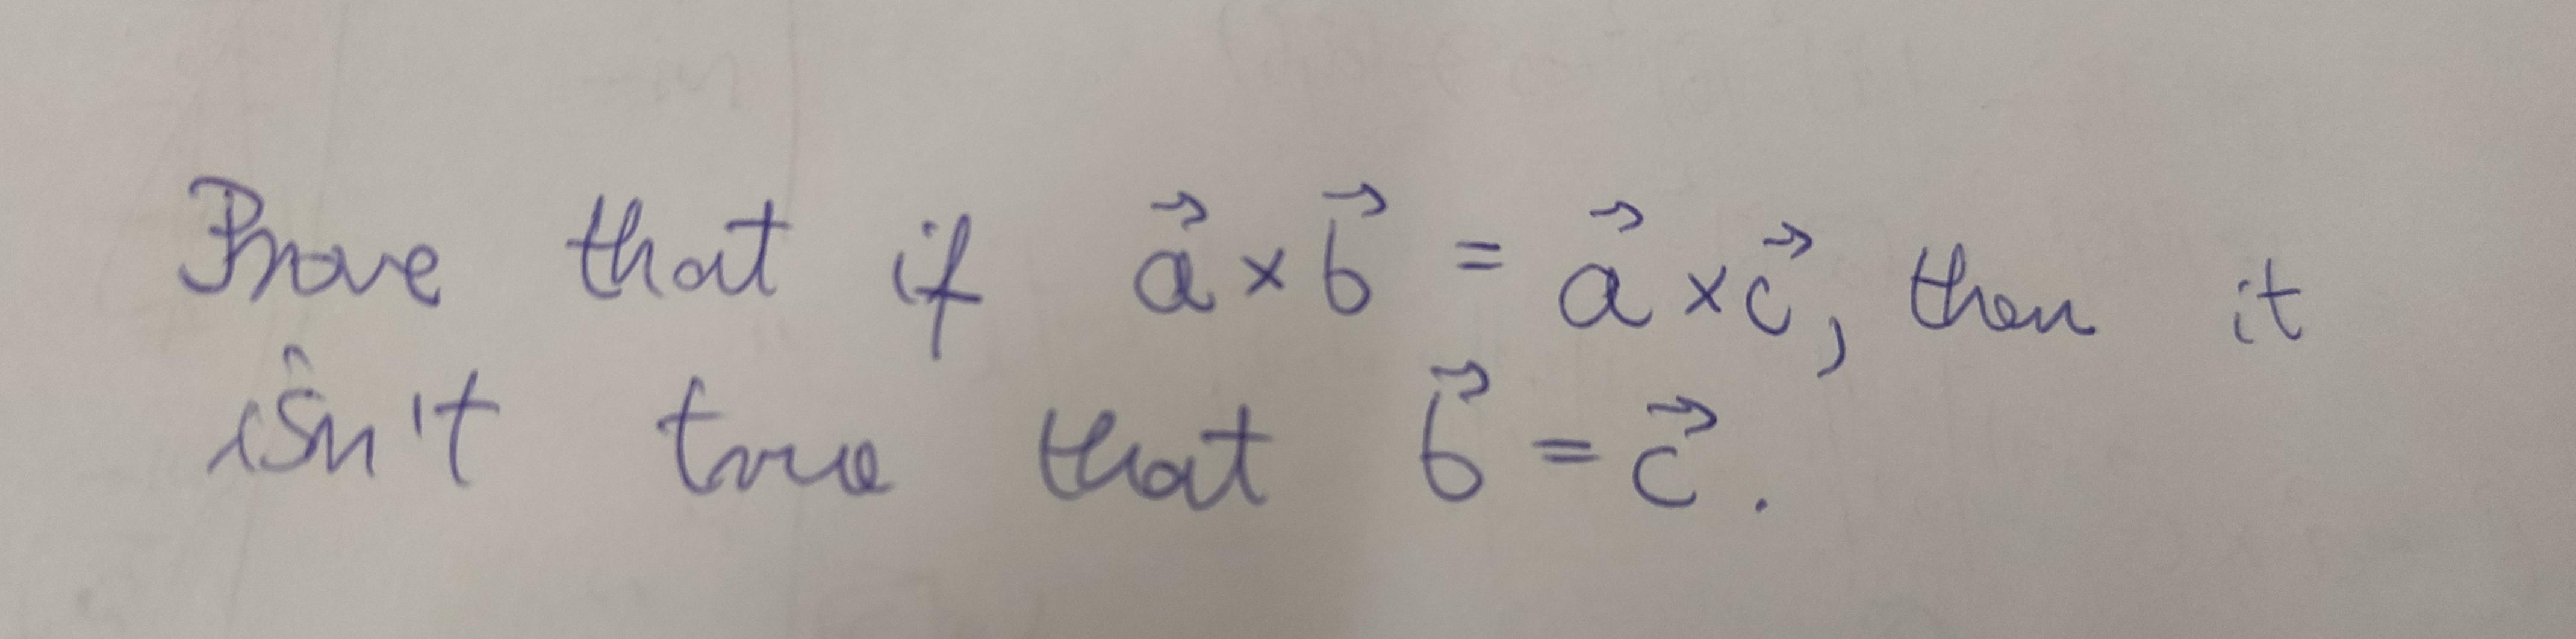 Prove that if $\vec{a} \times \vec{b} = \vec{a} \times \vec{c}$, then it
isn't true that $\vec{b} = \vec{c}$.